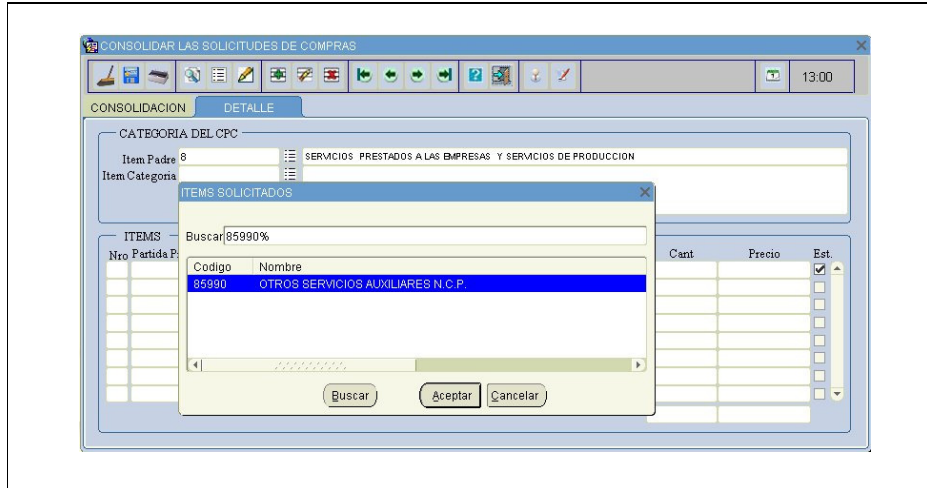 CONSOLIDAR LAS SOLICITUDES DE COMPRAS
13:00
CONSOLIDACION DETALLE
CATEGORIA DEL CPC
Item Padre 8 SERVICIOS PRESTADOS A LAS EMPRESAS Y SERVICIOS DE PRODUCCION
Item Categoria
ITEMS SOLICITADOS
Buscar 85990%
ITEMS
Nro Partida P Cant Precio Est.
Codigo Nombre
85990 OTROS SERVICIOS AUXILIARES N.C.P.
Buscar Aceptar Cancelar